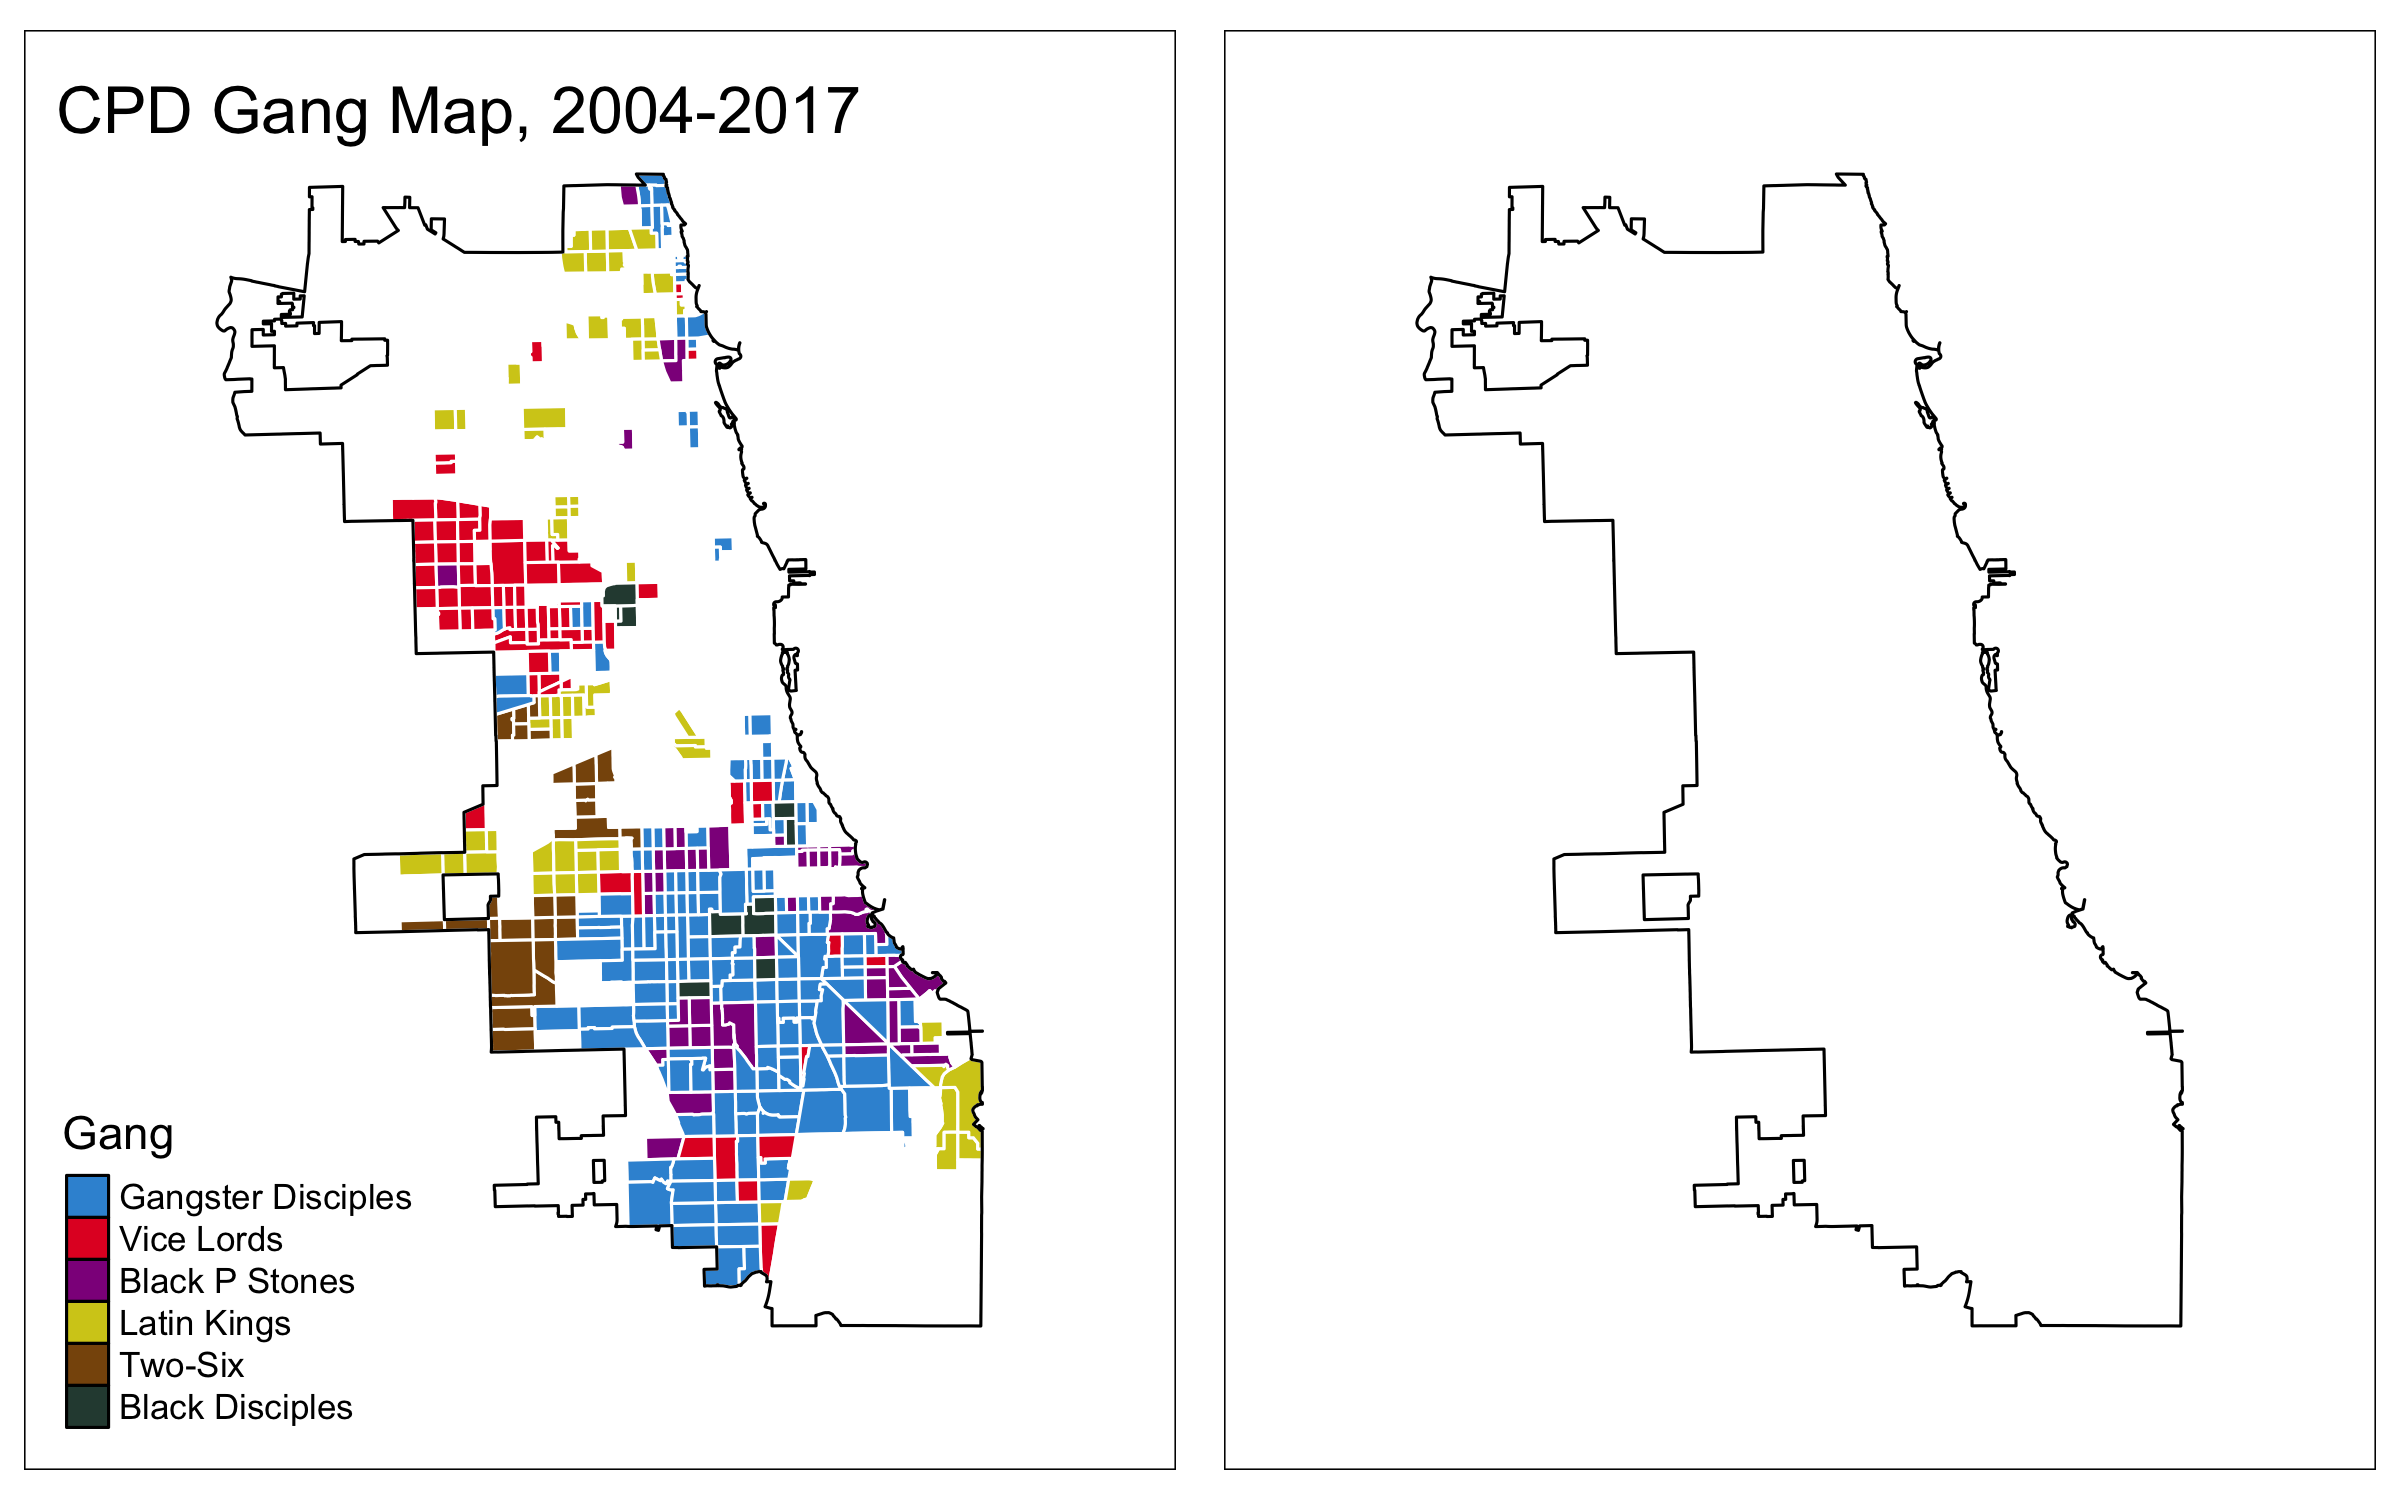 CPD Gang Map, 2004-2017
Gang
Gangster Disciples
Vice Lords
Black P Stones
Latin Kings
Two-Six
Black Disciples